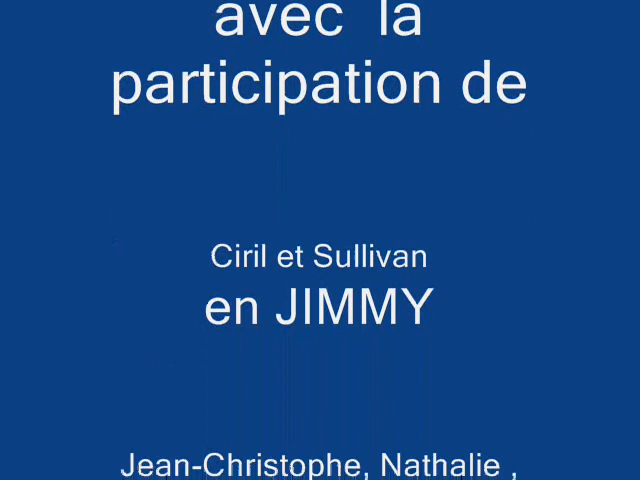 avec la
participation de
Ciril et Sullivan
en JIMMY
Jean-Christophe, Nathalie ,